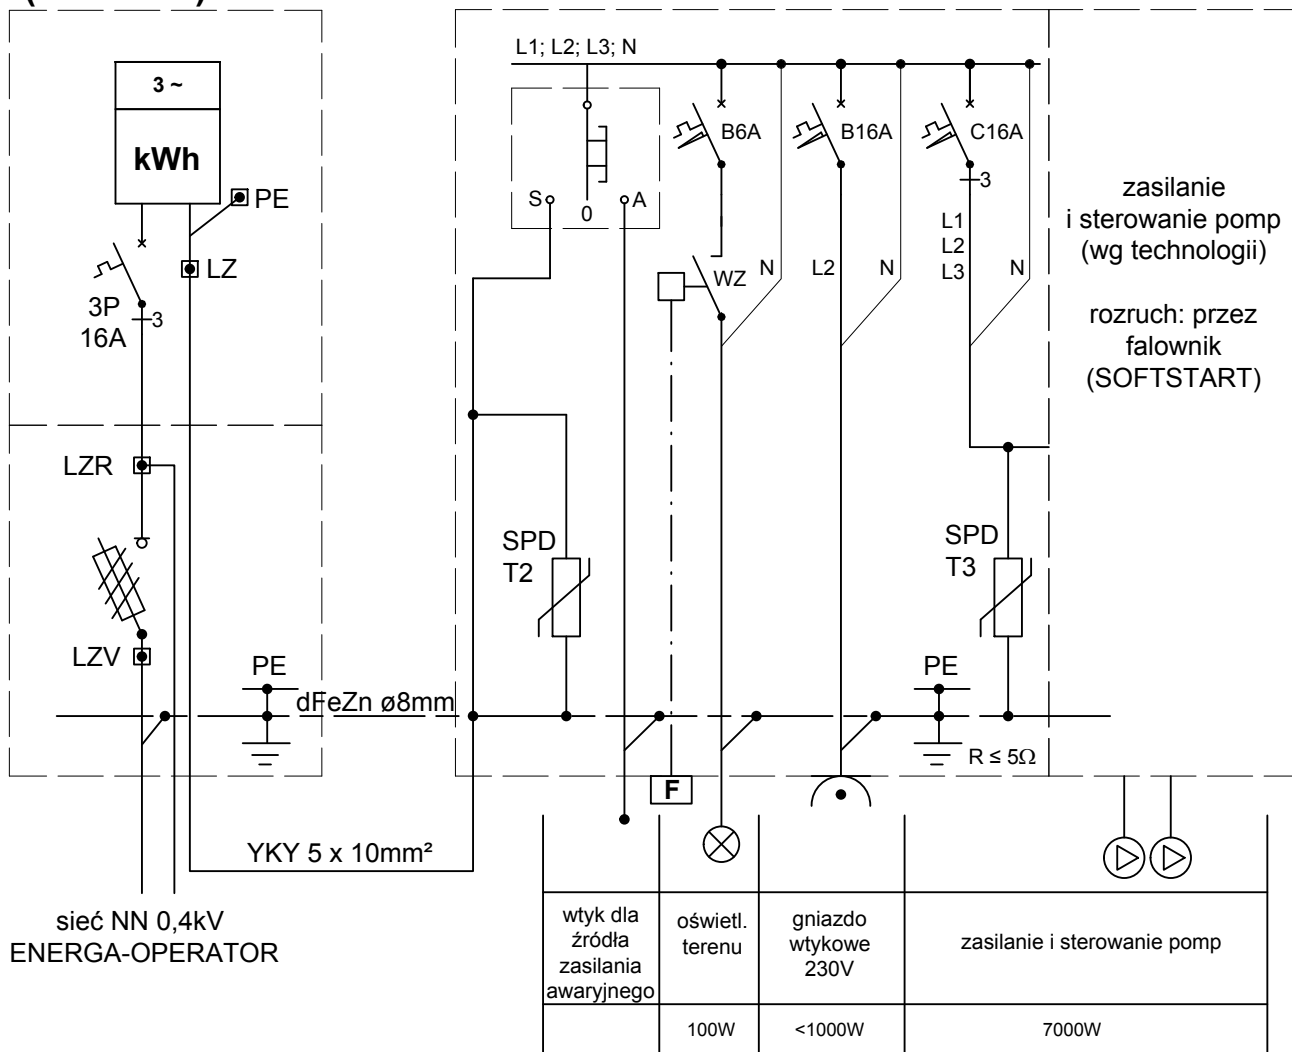 3 ~
kWh
PE
LZ
3P
16A
3
LZR
LZV
PE
dFeZn ø8mm
YKY 5 x 10mm²
sieć NN 0,4kV
ENERGA-OPERATOR
L1; L2; L3; N
S
0
A
B6A
B16A
C16A
3
WZ
N
L2
N
L1
L2
L3
N
SPD
T2
SPD
T3
PE
R ≤ 5Ω
F
zasilanie
i sterowanie pomp
(wg technologii)
rozruch: przez
falownik
(SOFTSTART)
wtyk dla
źródła
zasilania
awaryjnego
oświetl.
terenu
gniazdo
wtykowe
230V
zasilanie i sterowanie pomp
100W
<1000W
7000W